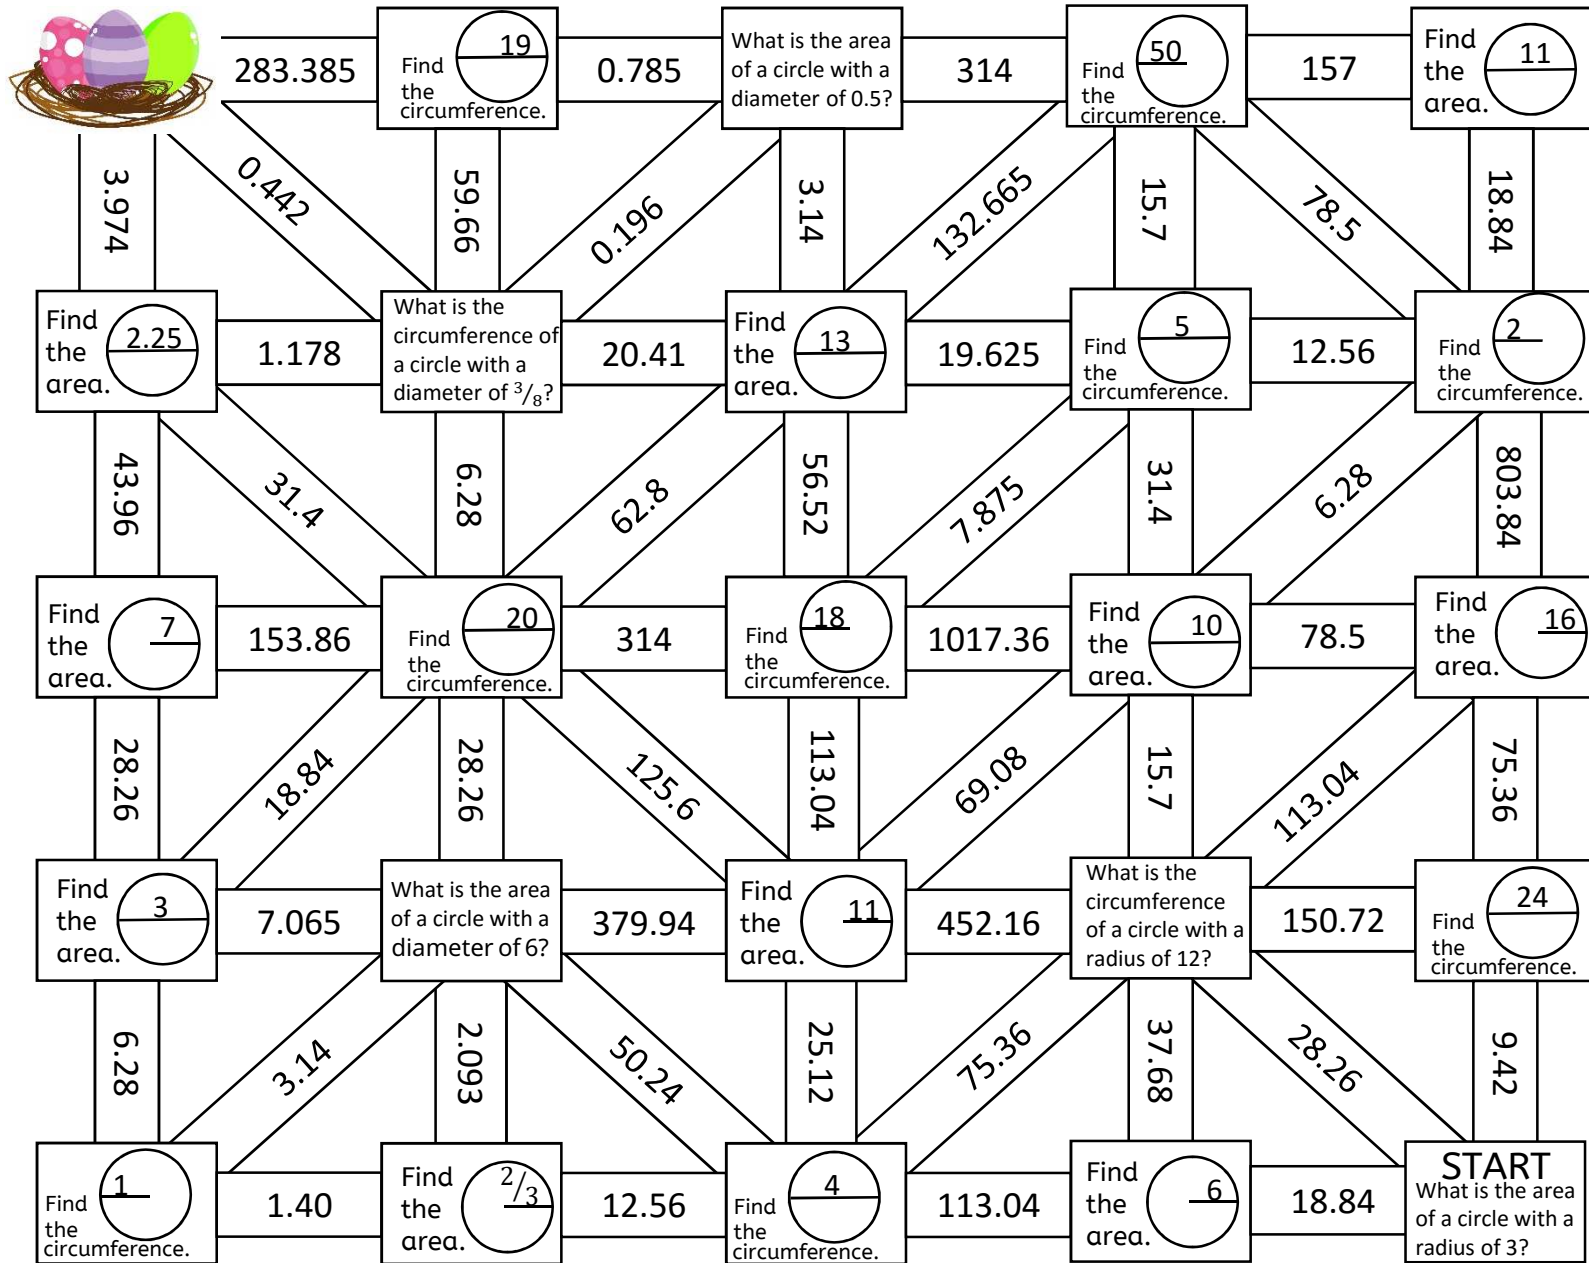 283.385
Find
the
circumference.
19
0.785
What is the area
of a circle with a
diameter of 0.5?
314
Find
the
circumference.
50
157
Find
the
area.
11
3.974
0.442
59.66
0.196
3.14
132.665
15.7
78.5
18.84
Find
the
area.
2.25
1.178
What is the
circumference of
a circle with a
diameter of ³/₈?
20.41
Find
the
area.
13
19.625
Find
the
circumference.
5
12.56
Find
the
circumference.
2
43.96
31.4
6.28
62.8
56.52
7.875
31.4
6.28
803.84
Find
the
area.
7
153.86
Find
the
circumference.
20
314
Find
the
circumference.
18
1017.36
Find
the
area.
10
78.5
Find
the
area.
16
28.26
18.84
28.26
125.6
113.04
69.08
15.7
113.04
75.36
Find
the
area.
3
7.065
What is the area
of a circle with a
diameter of 6?
379.94
Find
the
area.
11
452.16
What is the
circumference
of a circle with a
radius of 12?
150.72
Find
the
circumference.
24
6.28
3.14
2.093
50.24
25.12
75.36
37.68
28.26
9.42
Find
the
circumference.
1
1.40
Find
the
area.
2/3
12.56
Find
the
circumference.
4
113.04
Find
the
area.
6
18.84
START
What is the area
of a circle with a
radius of 3?